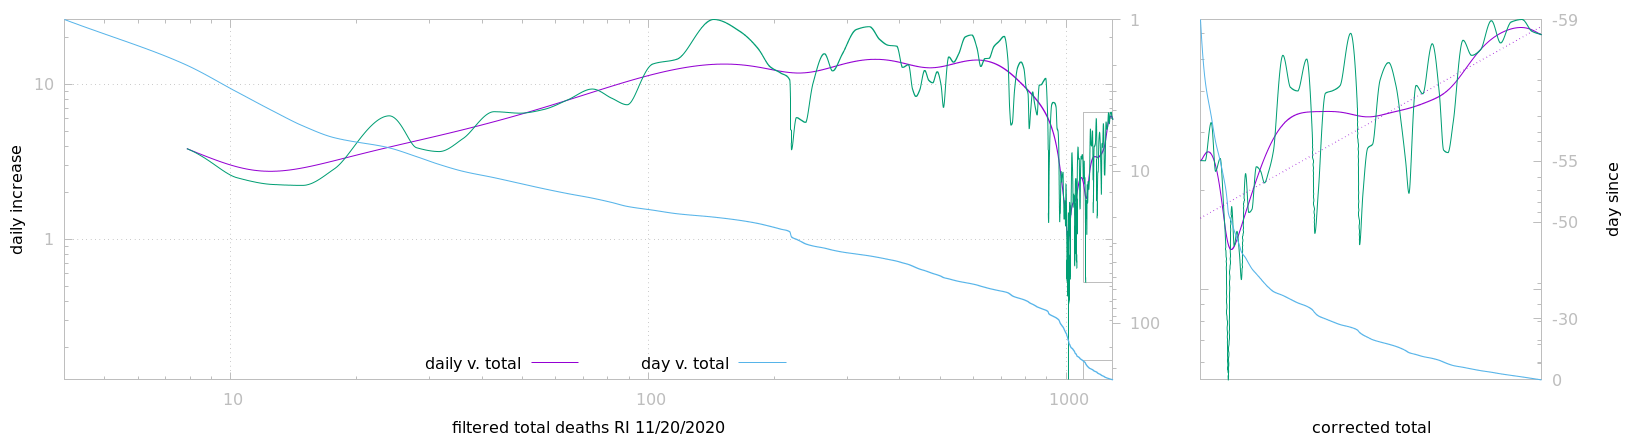 1
-59
10
-55
10
-50
daily increase
day since
1
100
-30
daily v. total
day v. total
0
10
100
1000
filtered total deaths RI 11/20/2020
corrected total